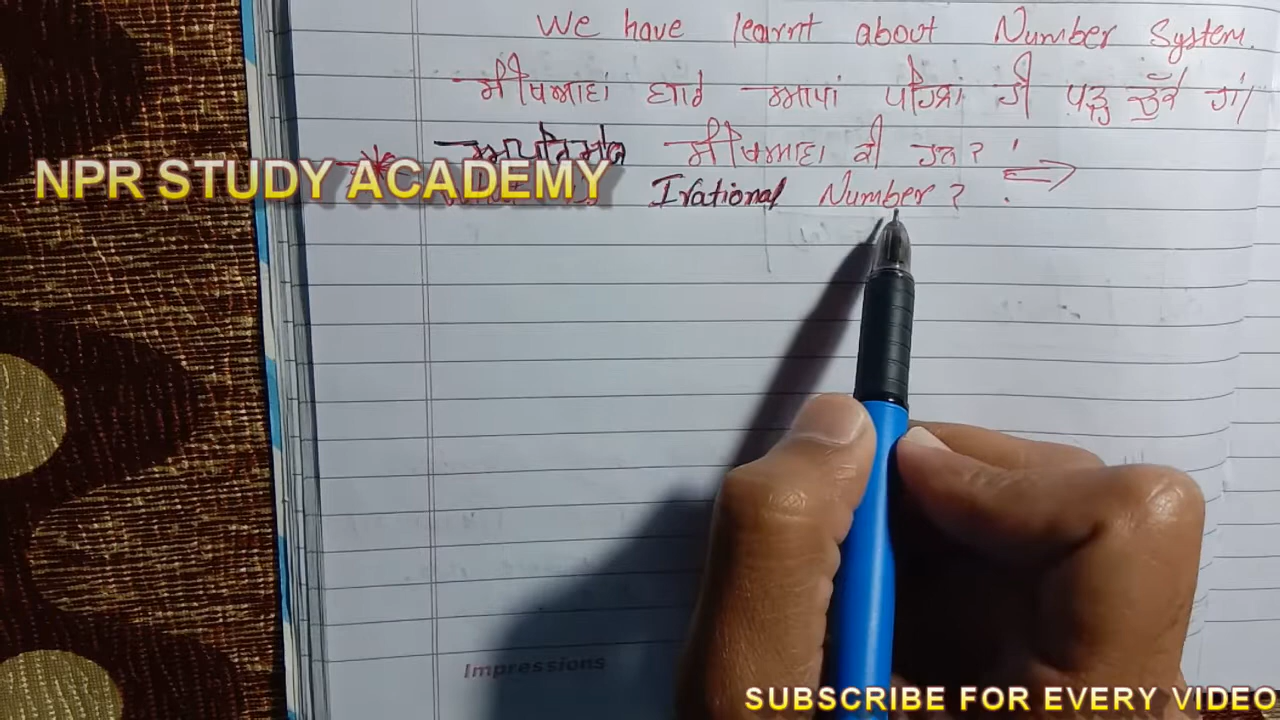 We have learnt about Number System.
ਸੰਖਿਆਵਾਂ ਬਾਰੇ ਆਪਾਂ ਪਹਿਲਾਂ ਹੀ ਪੜ੍ਹ ਚੁੱਕੇ ਹਾਂ।
ਕੀ ਹਨ ?
NPR STUDY ACADEMY
Irational Number ?
Impressions
SUBSCRIBE FOR EVERY VIDEO